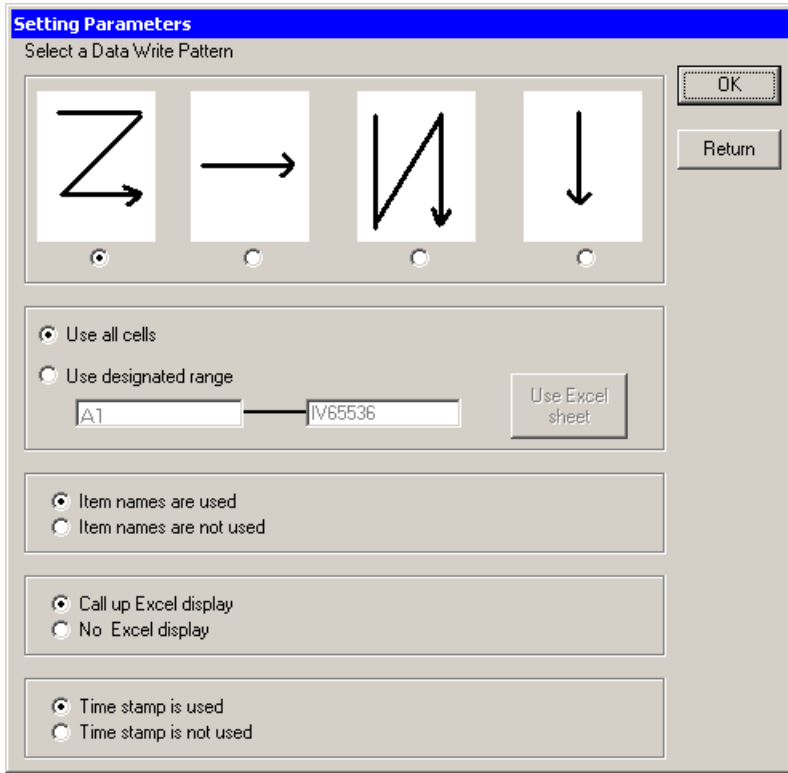 Setting Parameters
Select a Data Write Pattern
OK
Return
Use all cells
Use designated range
A1
IV65536
Use Excel
sheet
Item names are used
Item names are not used
Call up Excel display
No Excel display
Time stamp is used
Time stamp is not used